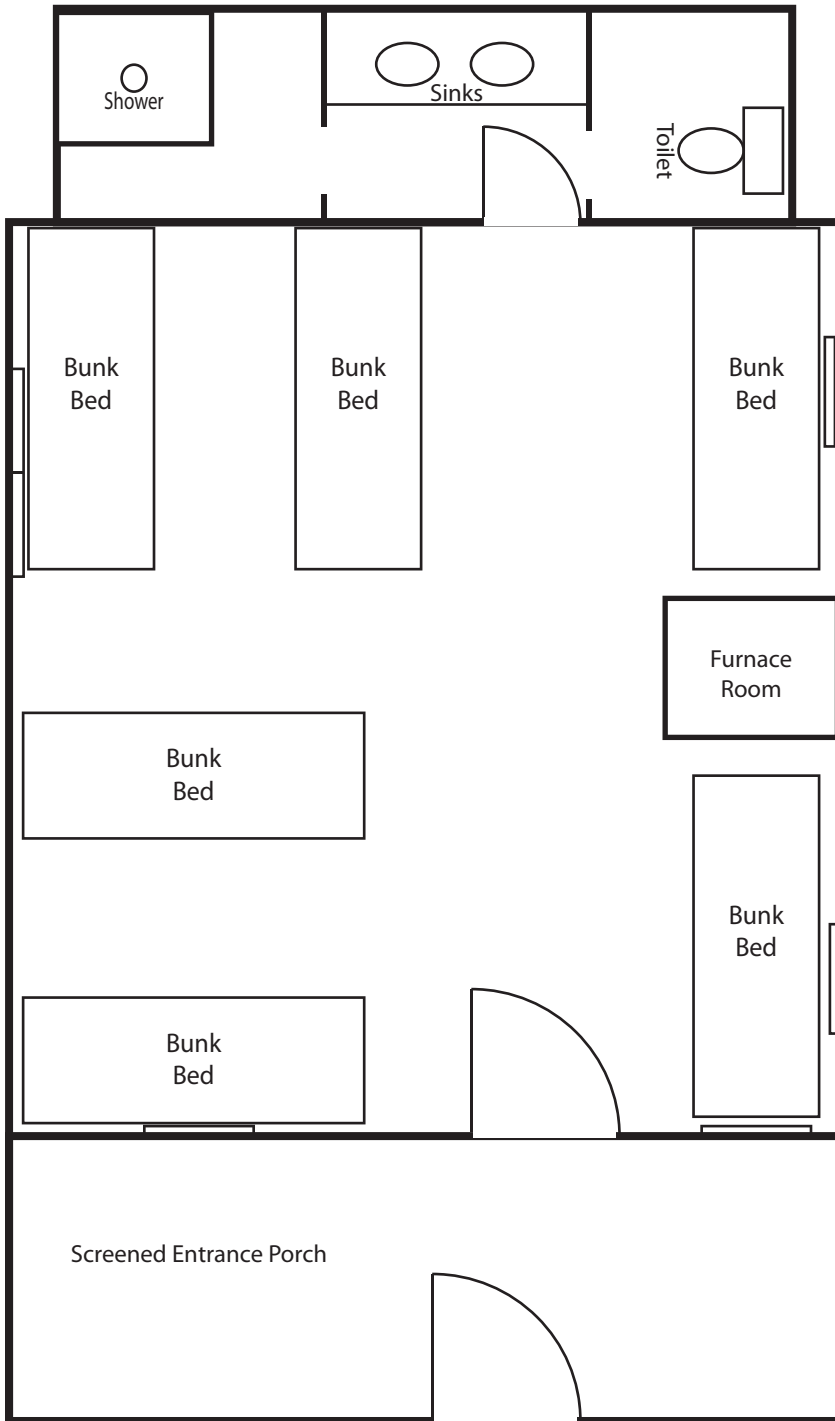 Shower
Sinks
Toilet
Bunk
Bed
Bunk
Bed
Bunk
Bed
Furnace
Room
Bunk
Bed
Bunk
Bed
Bunk
Bed
Screened Entrance Porch